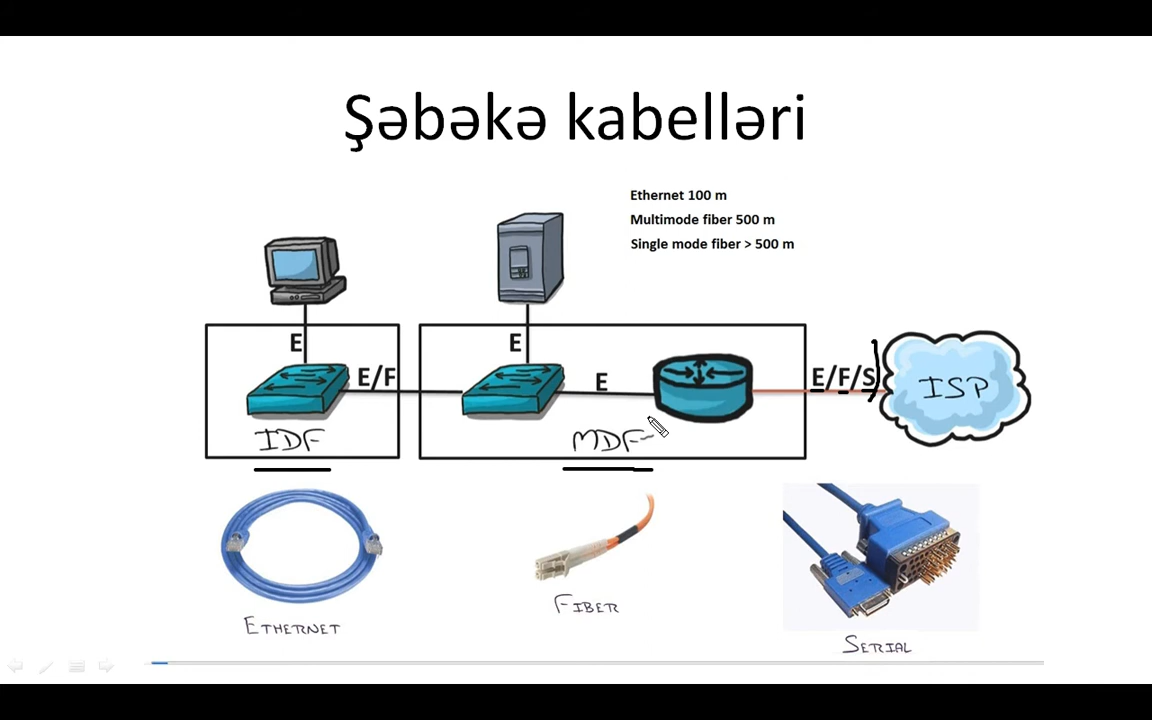 Şəbəkə kabelləri
Ethernet 100 m
Multimode fiber 500 m
Single mode fiber > 500 m
E
E
E/F
E
E/F/S
ISP
IDF
MDF
ETHERNET
FIBER
SERIAL